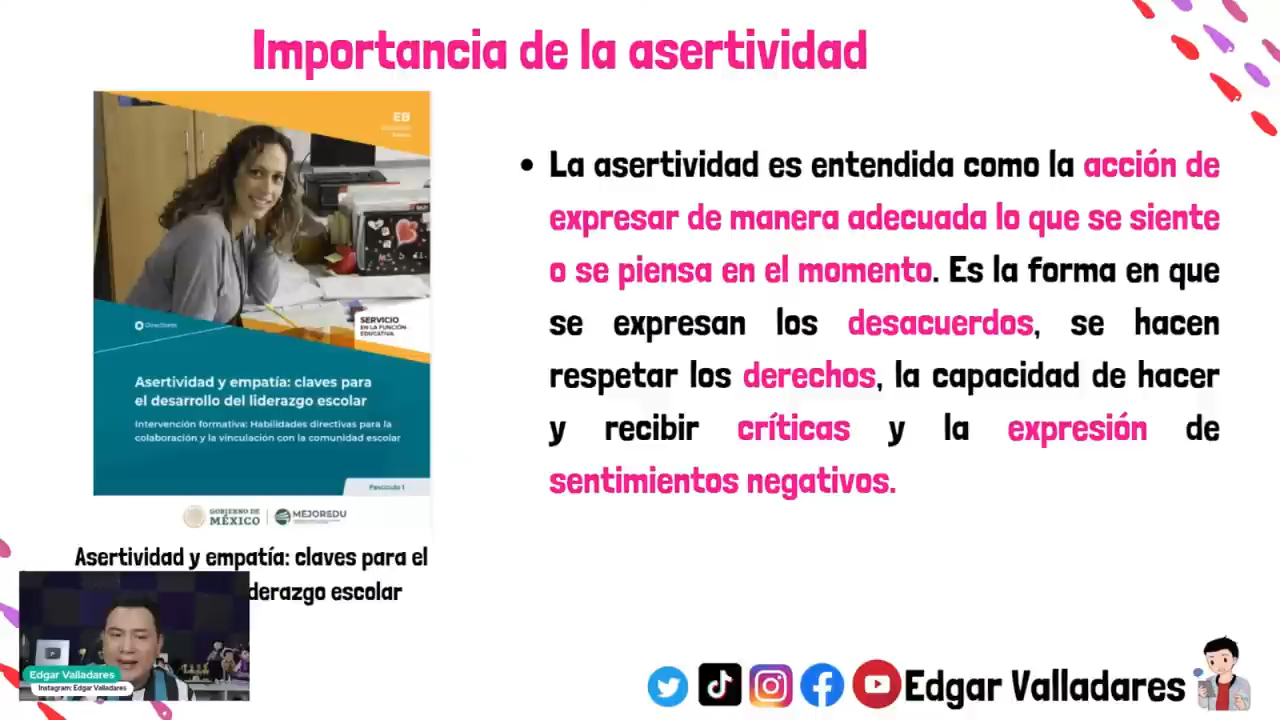 Importancia de la asertividad
EB
SERVICIO
EN LA FUNCIÓN
EDUCATIVA
Directores
Asertividad y empatía: claves para
el desarrollo del liderazgo escolar
Intervención formativa: Habilidades directivas para la
colaboración y la vinculación con la comunidad escolar
Fascículo 1
GOBIERNO DE
MÉXICO
MEJOREDU
Asertividad y empatía: claves para el
derazgo escolar
• La asertividad es entendida como la acción de
expresar de manera adecuada lo que se siente
o se piensa en el momento. Es la forma en que
se expresan los desacuerdos, se hacen
respetar los derechos, la capacidad de hacer
y recibir críticas y la expresión de
sentimientos negativos.
Edgar Valladares
Instagram: Edgar Valladares
Edgar Valladares